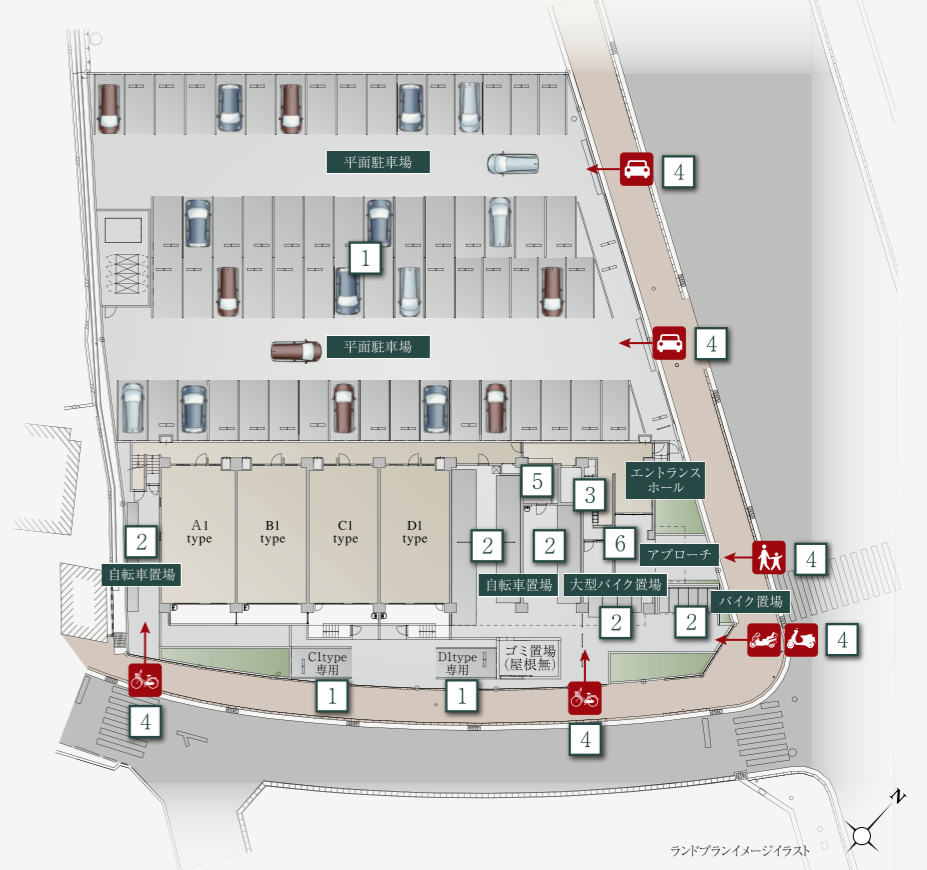 平面駐車場
4
1
平面駐車場
4
エントランス
ホール
5
3
A1
type
B1
type
C1
type
D1
type
2
2
2
6
アプローチ
4
自転車置場
自転車置場
大型バイク置場
バイク置場
2
2
4
C1type
専用
D1type
専用
ゴミ置場
(屋根無)
1
1
4
4
N
ランドプランイメージイラスト